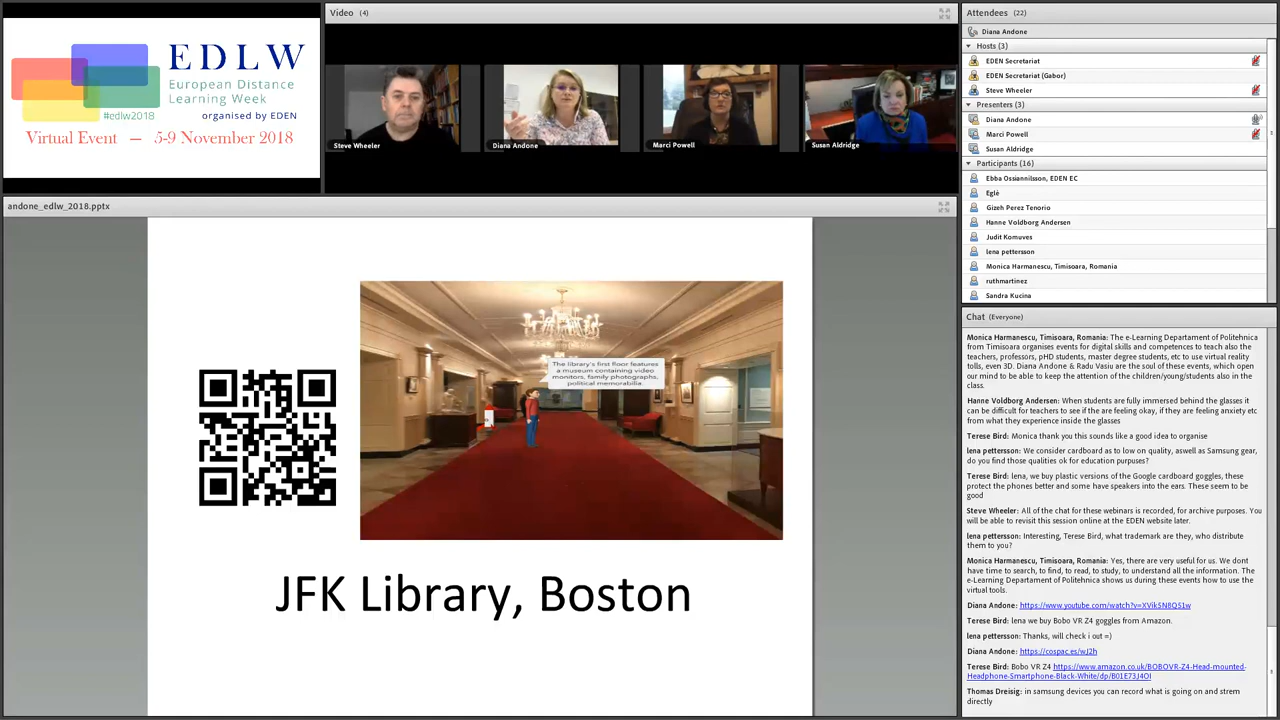 EDLW
European Distance
Learning Week
#edlw2018
organised by EDEN
Virtual Event — 5-9 November 2018
Video (4)
Steve Wheeler
Diana Andone
Marci Powell
Susan Aldridge
andone_edlw_2018.pptx
The library's first floor features
a museum containing video
monitors, family photographs,
political memorabilia
JFK Library, Boston
Attendees (22)
Diana Andone
Hosts (3)
EDEN Secretariat
EDEN Secretariat (Gabor)
Steve Wheeler
Presenters (3)
Diana Andone
Marci Powell
Susan Aldridge
Participants (16)
Ebba Ossiannilsson, EDEN EC
Eglė
Gizeh Perez Tenorio
Hanne Voldborg Andersen
Judit Komuves
lena pettersson
Monica Harmanescu, Timisoara, Romania
ruthmartinez
Sandra Kucina
Chat (Everyone)
Monica Harmanescu, Timisoara, Romania: The e-Learning Departament of Politehnica
from Timisoara organises events for digital skills and competences to teach also the
teachers, professors, pHD students, master degree students, etc to use virtual reality
tolls, even 3D. Diana Andone & Radu Vasiu are the soul of these events, which open
our mind to be able to keep the attention of the children/young/students also in the
class.
Hanne Voldborg Andersen: When students are fully immersed behind the glasses it
can be difficult for teachers to see if the are feeling okay, if they are feeling anxiety etc
from what they experience inside the glasses
Terese Bird: Monica thank you this sounds like a good idea to organise
lena pettersson: We consider cardboard as to low on quality, aswell as Samsung gear,
do you find those qualities ok for education purpuses?
Terese Bird: lena, we buy plastic versions of the Google cardboard goggles, these
protect the phones better and some have speakers into the ears. These seem to be
good
Steve Wheeler: All of the chat for these webinars is recorded, for archive purposes. You
will be able to revisit this session online at the EDEN website later.
lena pettersson: Interesting, Terese Bird, what trademark are they, who distribute
them to you?
Monica Harmanescu, Timisoara, Romania: Yes, there are very useful for us. We dont
have time to search, to find, to read, to study, to understand all the information. The
e-Learning Departament of Politehnica shows us during these events how to use the
virtual tools.
Diana Andone: https://www.youtube.com/watch?v=XVik5N8Q51w
Terese Bird: lena we buy Bobo VR Z4 goggles from Amazon.
lena pettersson: Thanks, will check i out =)
Diana Andone: https://cospac.es/wJ2h
Terese Bird: Bobo VR Z4 https://www.amazon.co.uk/BOBOVR-Z4-Head-mounted-
Headphone-Smartphone-Black-White/dp/B01E73J4OI
Thomas Dreisig: in samsung devices you can record what is going on and strem
directly